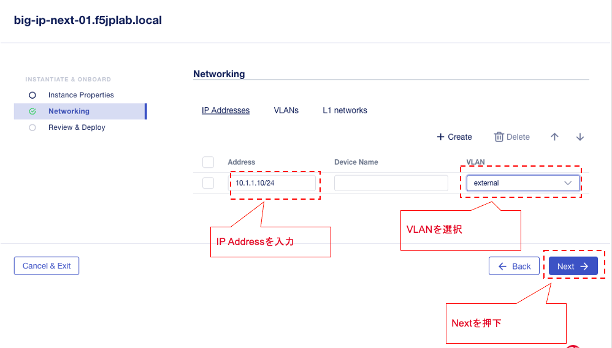 big-ip-next-01.f5jplab.local
INSTANTIATE & ONBOARD
Instance Properties
Networking
Review & Deploy
Networking
IP Addresses VLANs L1 networks
Create Delete
Address Device Name VLAN
10.1.1.10/24 external
IP Addressを入力
VLANを選択
Cancel & Exit Back Next
Nextを押下